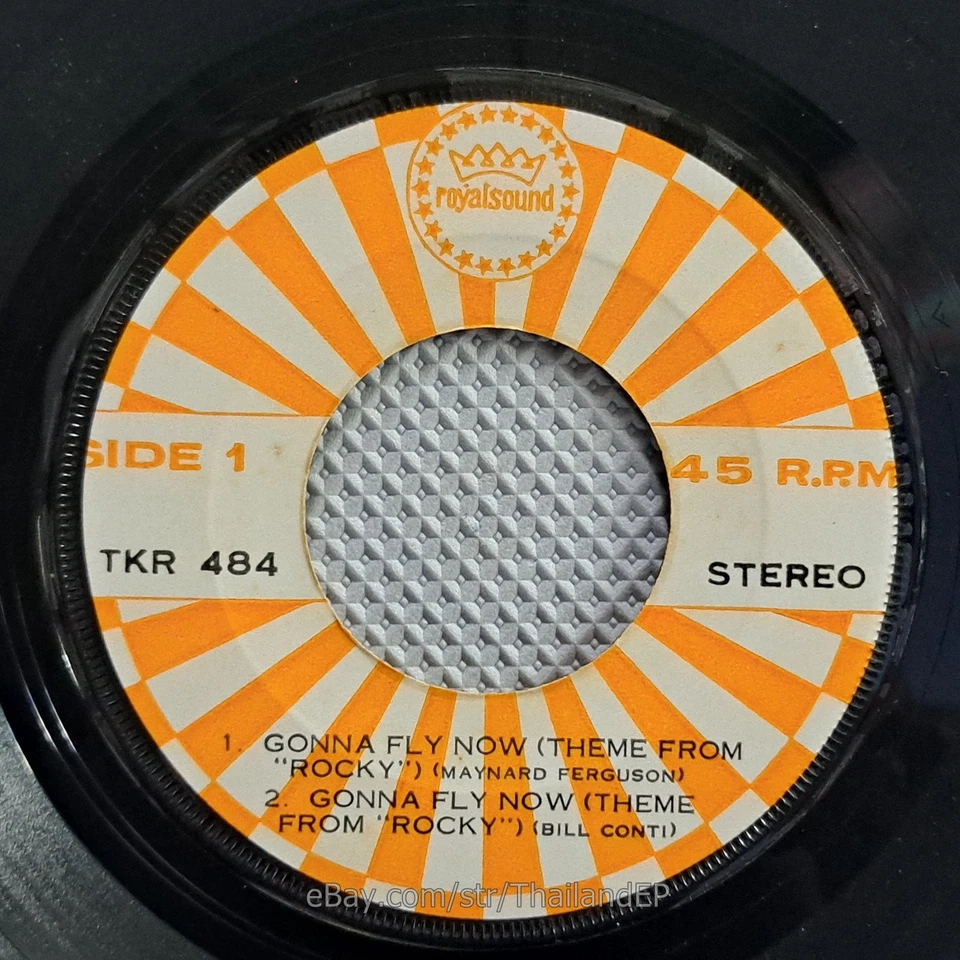 royalsound
SIDE 1
45 R.P.M
TKR 484
STEREO
1. GONNA FLY NOW (THEME FROM
"ROCKY") (MAYNARD FERGUSON)
2. GONNA FLY NOW (THEME
FROM "ROCKY") (BILL CONTI)
eBay.com/str/ThailandEP